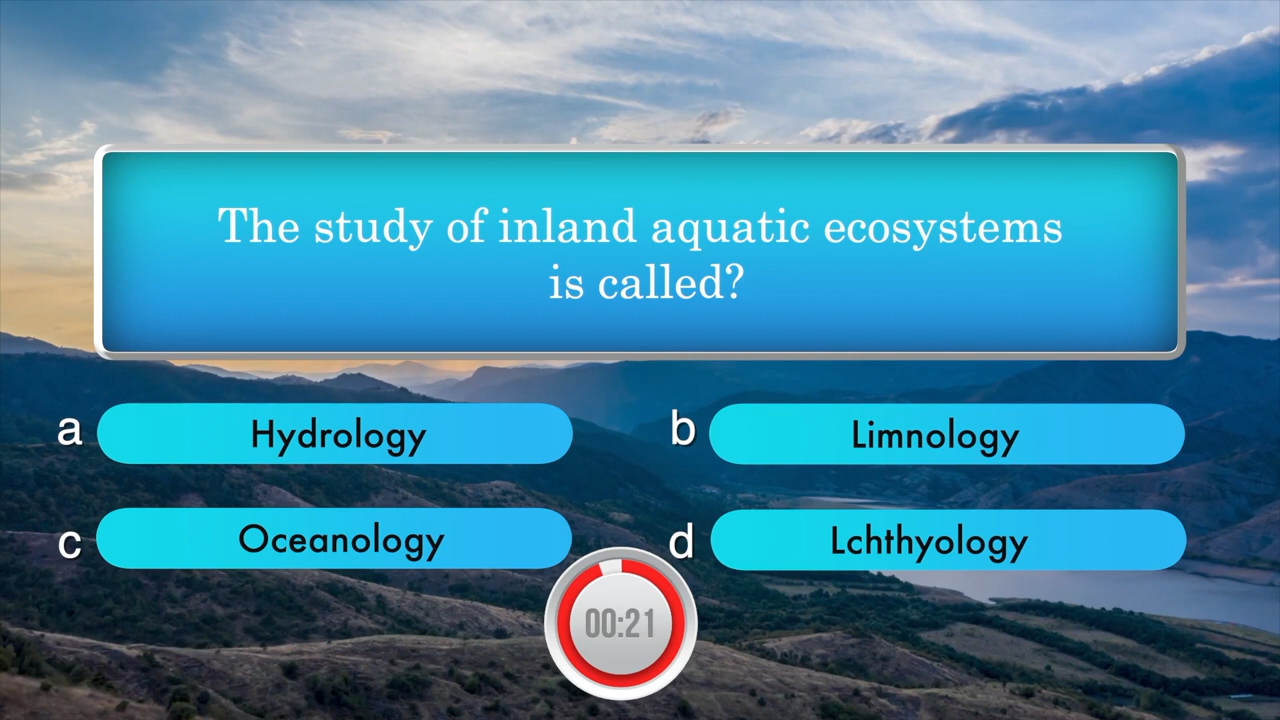 The study of inland aquatic ecosystems
is called?
a Hydrology
b Limnology
c Oceanology
d Lchthyology
00:21